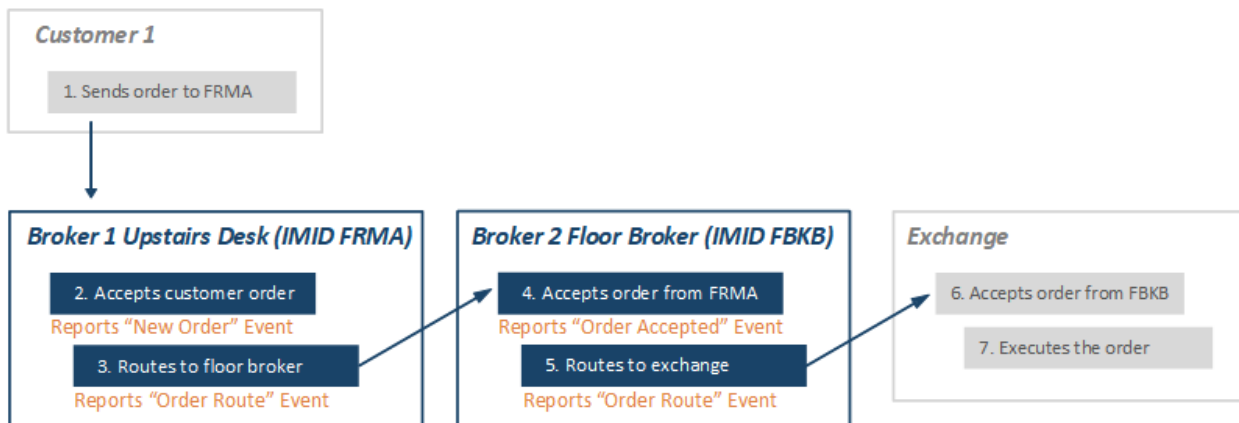 Customer 1
1. Sends order to FRMA
Broker 1 Upstairs Desk (IMID FRMA)
2. Accepts customer order
Reports “New Order” Event
3. Routes to floor broker
Reports “Order Route” Event
Broker 2 Floor Broker (IMID FBKB)
4. Accepts order from FRMA
Reports “Order Accepted” Event
5. Routes to exchange
Reports “Order Route” Event
Exchange
6. Accepts order from FBKB
7. Executes the order